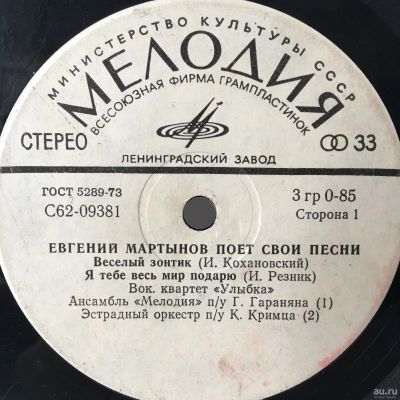 МИНИСТЕРСТВО КУЛЬТУРЫ СССР
МЕЛОДИЯ
ВСЕСОЮЗНАЯ ФИРМА ГРАМПЛАСТИНОК
СТЕРЕО
33
ЛЕНИНГРАДСКИЙ ЗАВОД
ГОСТ 5289-73
3 гр 0-85
С62-09381
Сторона 1
ЕВГЕНИЙ МАРТЫНОВ ПОЕТ СВОИ ПЕСНИ
Веселый зонтик (И. Кохановский)
Я тебе весь мир подарю (И. Резник)
Вок. квартет «Улыбка»
Ансамбль «Мелодия» п/у Г. Гараняна (1)
Эстрадный оркестр п/у К. Кримца (2)
au.ru